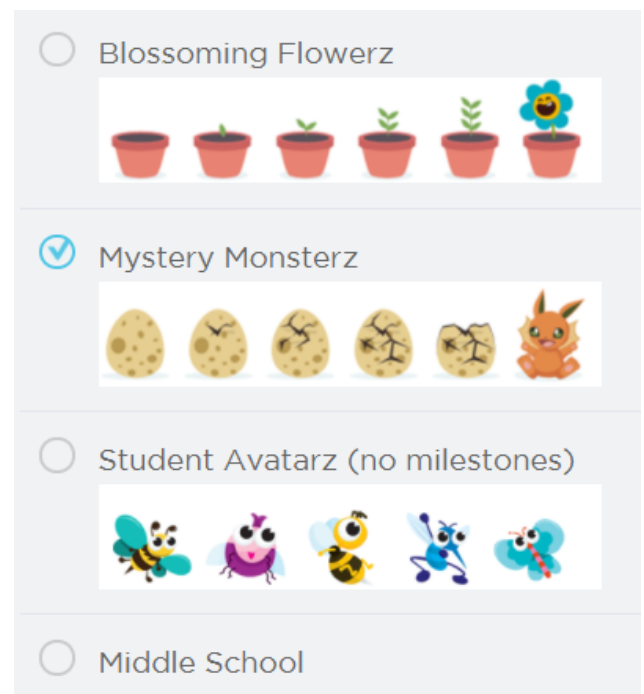 Blossoming Flowerz
Mystery Monsterz
Student Avatarz (no milestones)
Middle School